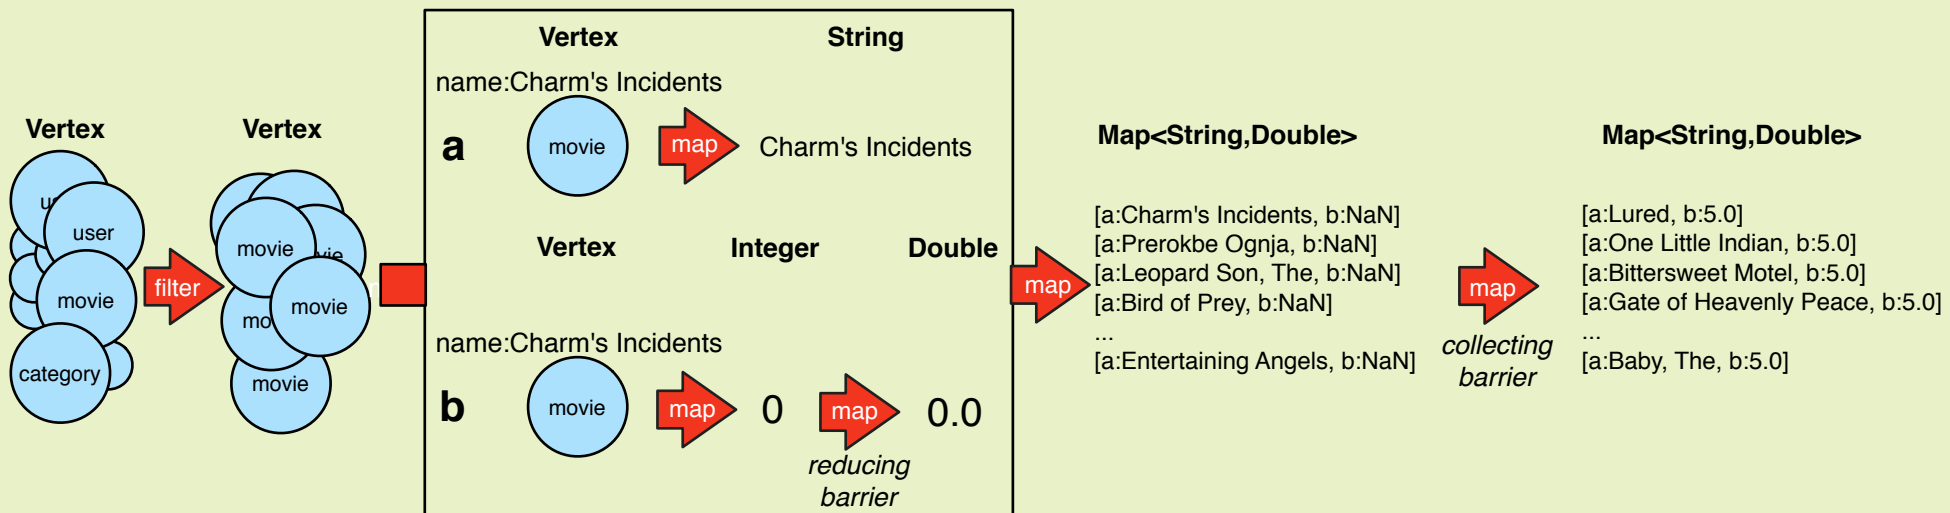 Vertex
String
name:Charm's Incidents
a
movie
map
Charm's Incidents
Vertex
Vertex
user
movie
category
filter
movie
movie
movie
Vertex
Integer
Double
name:Charm's Incidents
b
movie
map
0
map
0.0
reducing
barrier
map
Map<String,Double>
[a:Charm's Incidents, b:NaN]
[a:Prerokbe Ognja, b:NaN]
[a:Leopard Son, The, b:NaN]
[a:Bird of Prey, b:NaN]
...
[a:Entertaining Angels, b:NaN]
map
collecting
barrier
Map<String,Double>
[a:Lured, b:5.0]
[a:One Little Indian, b:5.0]
[a:Bittersweet Motel, b:5.0]
[a:Gate of Heavenly Peace, b:5.0]
...
[a:Baby, The, b:5.0]